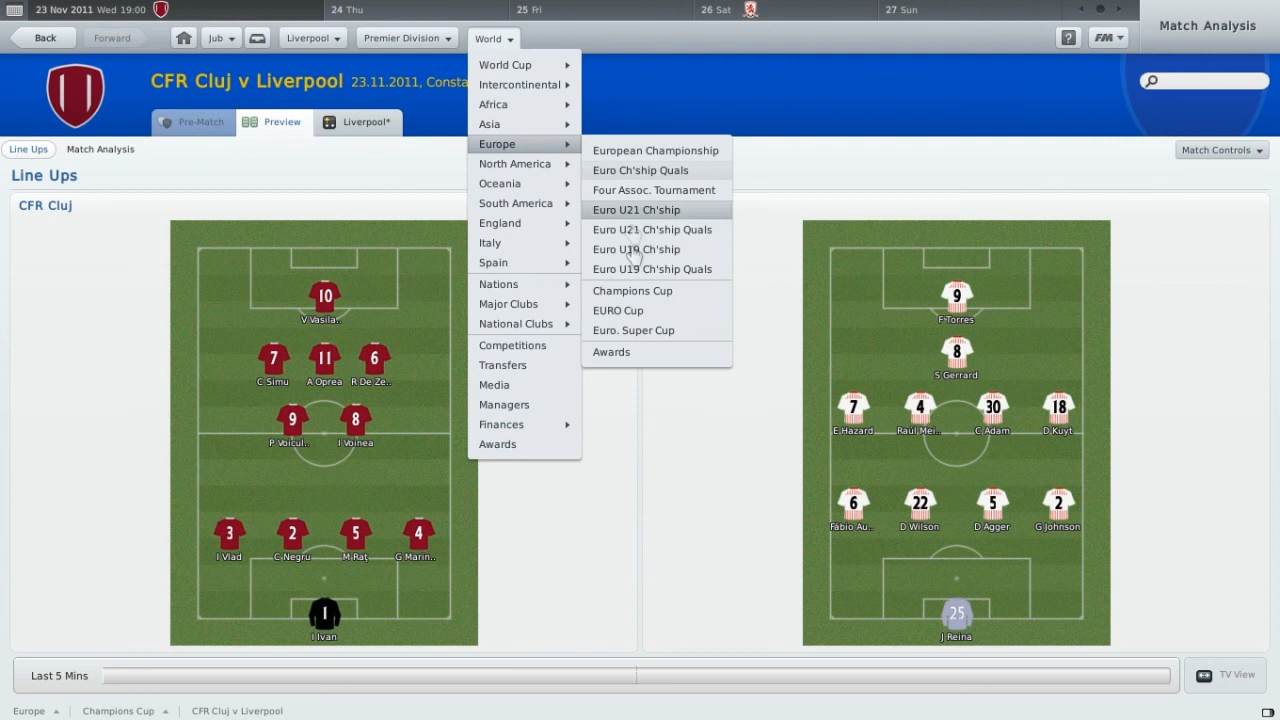 23 Nov 2011 Wed 19:00
24 Thu
25 Fri
26 Sat
27 Sun
Match Analysis
Back
Forward
Job
Liverpool
Premier Division
World
?
FM
CFR Cluj v Liverpool
23.11.2011, Consta
Pre-Match
Preview
Liverpool*
Line Ups
Match Analysis
Match Controls
Line Ups
CFR Cluj
World Cup
Intercontinental
Africa
Asia
Europe
North America
Oceania
South America
England
Italy
Spain
Nations
Major Clubs
National Clubs
Competitions
Transfers
Media
Managers
Finances
Awards
European Championship
Euro Ch'ship Quals
Four Assoc. Tournament
Euro U21 Ch'ship
Euro U21 Ch'ship Quals
Euro U19 Ch'ship
Euro U19 Ch'ship Quals
Champions Cup
EURO Cup
Euro. Super Cup
Awards
10
V Vasila..
7 11 6
C Simu A Oprea R De Ze..
9 8
P Voicul.. I Voinea
3 2 5 4
I Vlad C Negru M Raţ G Marin..
1
I Ivan
9
F Torres
8
S Gerrard
7 4 30 18
E Hazard Raúl Mei.. C Adam D Kuyt
6 22 5 2
Fábio Au.. D Wilson D Agger G Johnson
25
J Reina
Last 5 Mins
TV View
Europe
Champions Cup
CFR Cluj v Liverpool